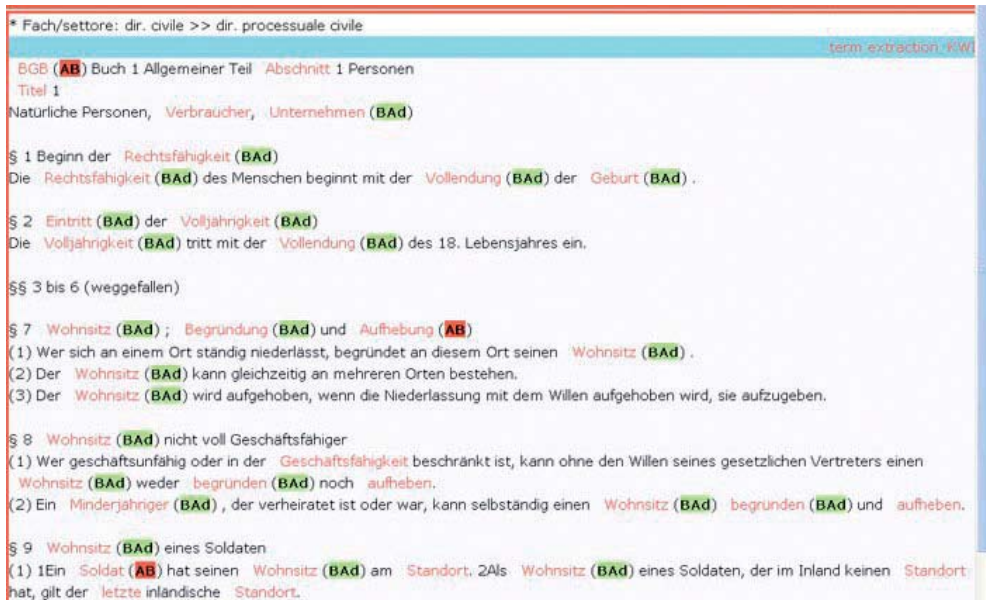 * Fach/settore: dir. civile >> dir. processuale civile
term extraction, KWI
BGB (AB) Buch 1 Allgemeiner Teil Abschnitt 1 Personen
Titel 1
Natürliche Personen, Verbraucher, Unternehmen (BAd)
§ 1 Beginn der Rechtsfähigkeit (BAd)
Die Rechtsfähigkeit (BAd) des Menschen beginnt mit der Vollendung (BAd) der Geburt (BAd) .
§ 2 Eintritt (BAd) der Volljährigkeit (BAd)
Die Volljährigkeit (BAd) tritt mit der Vollendung (BAd) des 18. Lebensjahres ein.
§§ 3 bis 6 (weggefallen)
§ 7 Wohnsitz (BAd) ; Begründung (BAd) und Aufhebung (AB)
(1) Wer sich an einem Ort ständig niederlässt, begründet an diesem Ort seinen Wohnsitz (BAd) .
(2) Der Wohnsitz (BAd) kann gleichzeitig an mehreren Orten bestehen.
(3) Der Wohnsitz (BAd) wird aufgehoben, wenn die Niederlassung mit dem Willen aufgehoben wird, sie aufzugeben.
§ 8 Wohnsitz (BAd) nicht voll Geschäftsfähiger
(1) Wer geschäftsunfähig oder in der Geschäftsfähigkeit beschränkt ist, kann ohne den Willen seines gesetzlichen Vertreters einen
Wohnsitz (BAd) weder begründen (BAd) noch aufheben.
(2) Ein Minderjähriger (BAd) , der verheiratet ist oder war, kann selbständig einen Wohnsitz (BAd) begründen (BAd) und aufheben.
§ 9 Wohnsitz (BAd) eines Soldaten
(1) 1Ein Soldat (AB) hat seinen Wohnsitz (BAd) am Standort. 2Als Wohnsitz (BAd) eines Soldaten, der im Inland keinen Standort
hat, gilt der letzte inländische Standort.